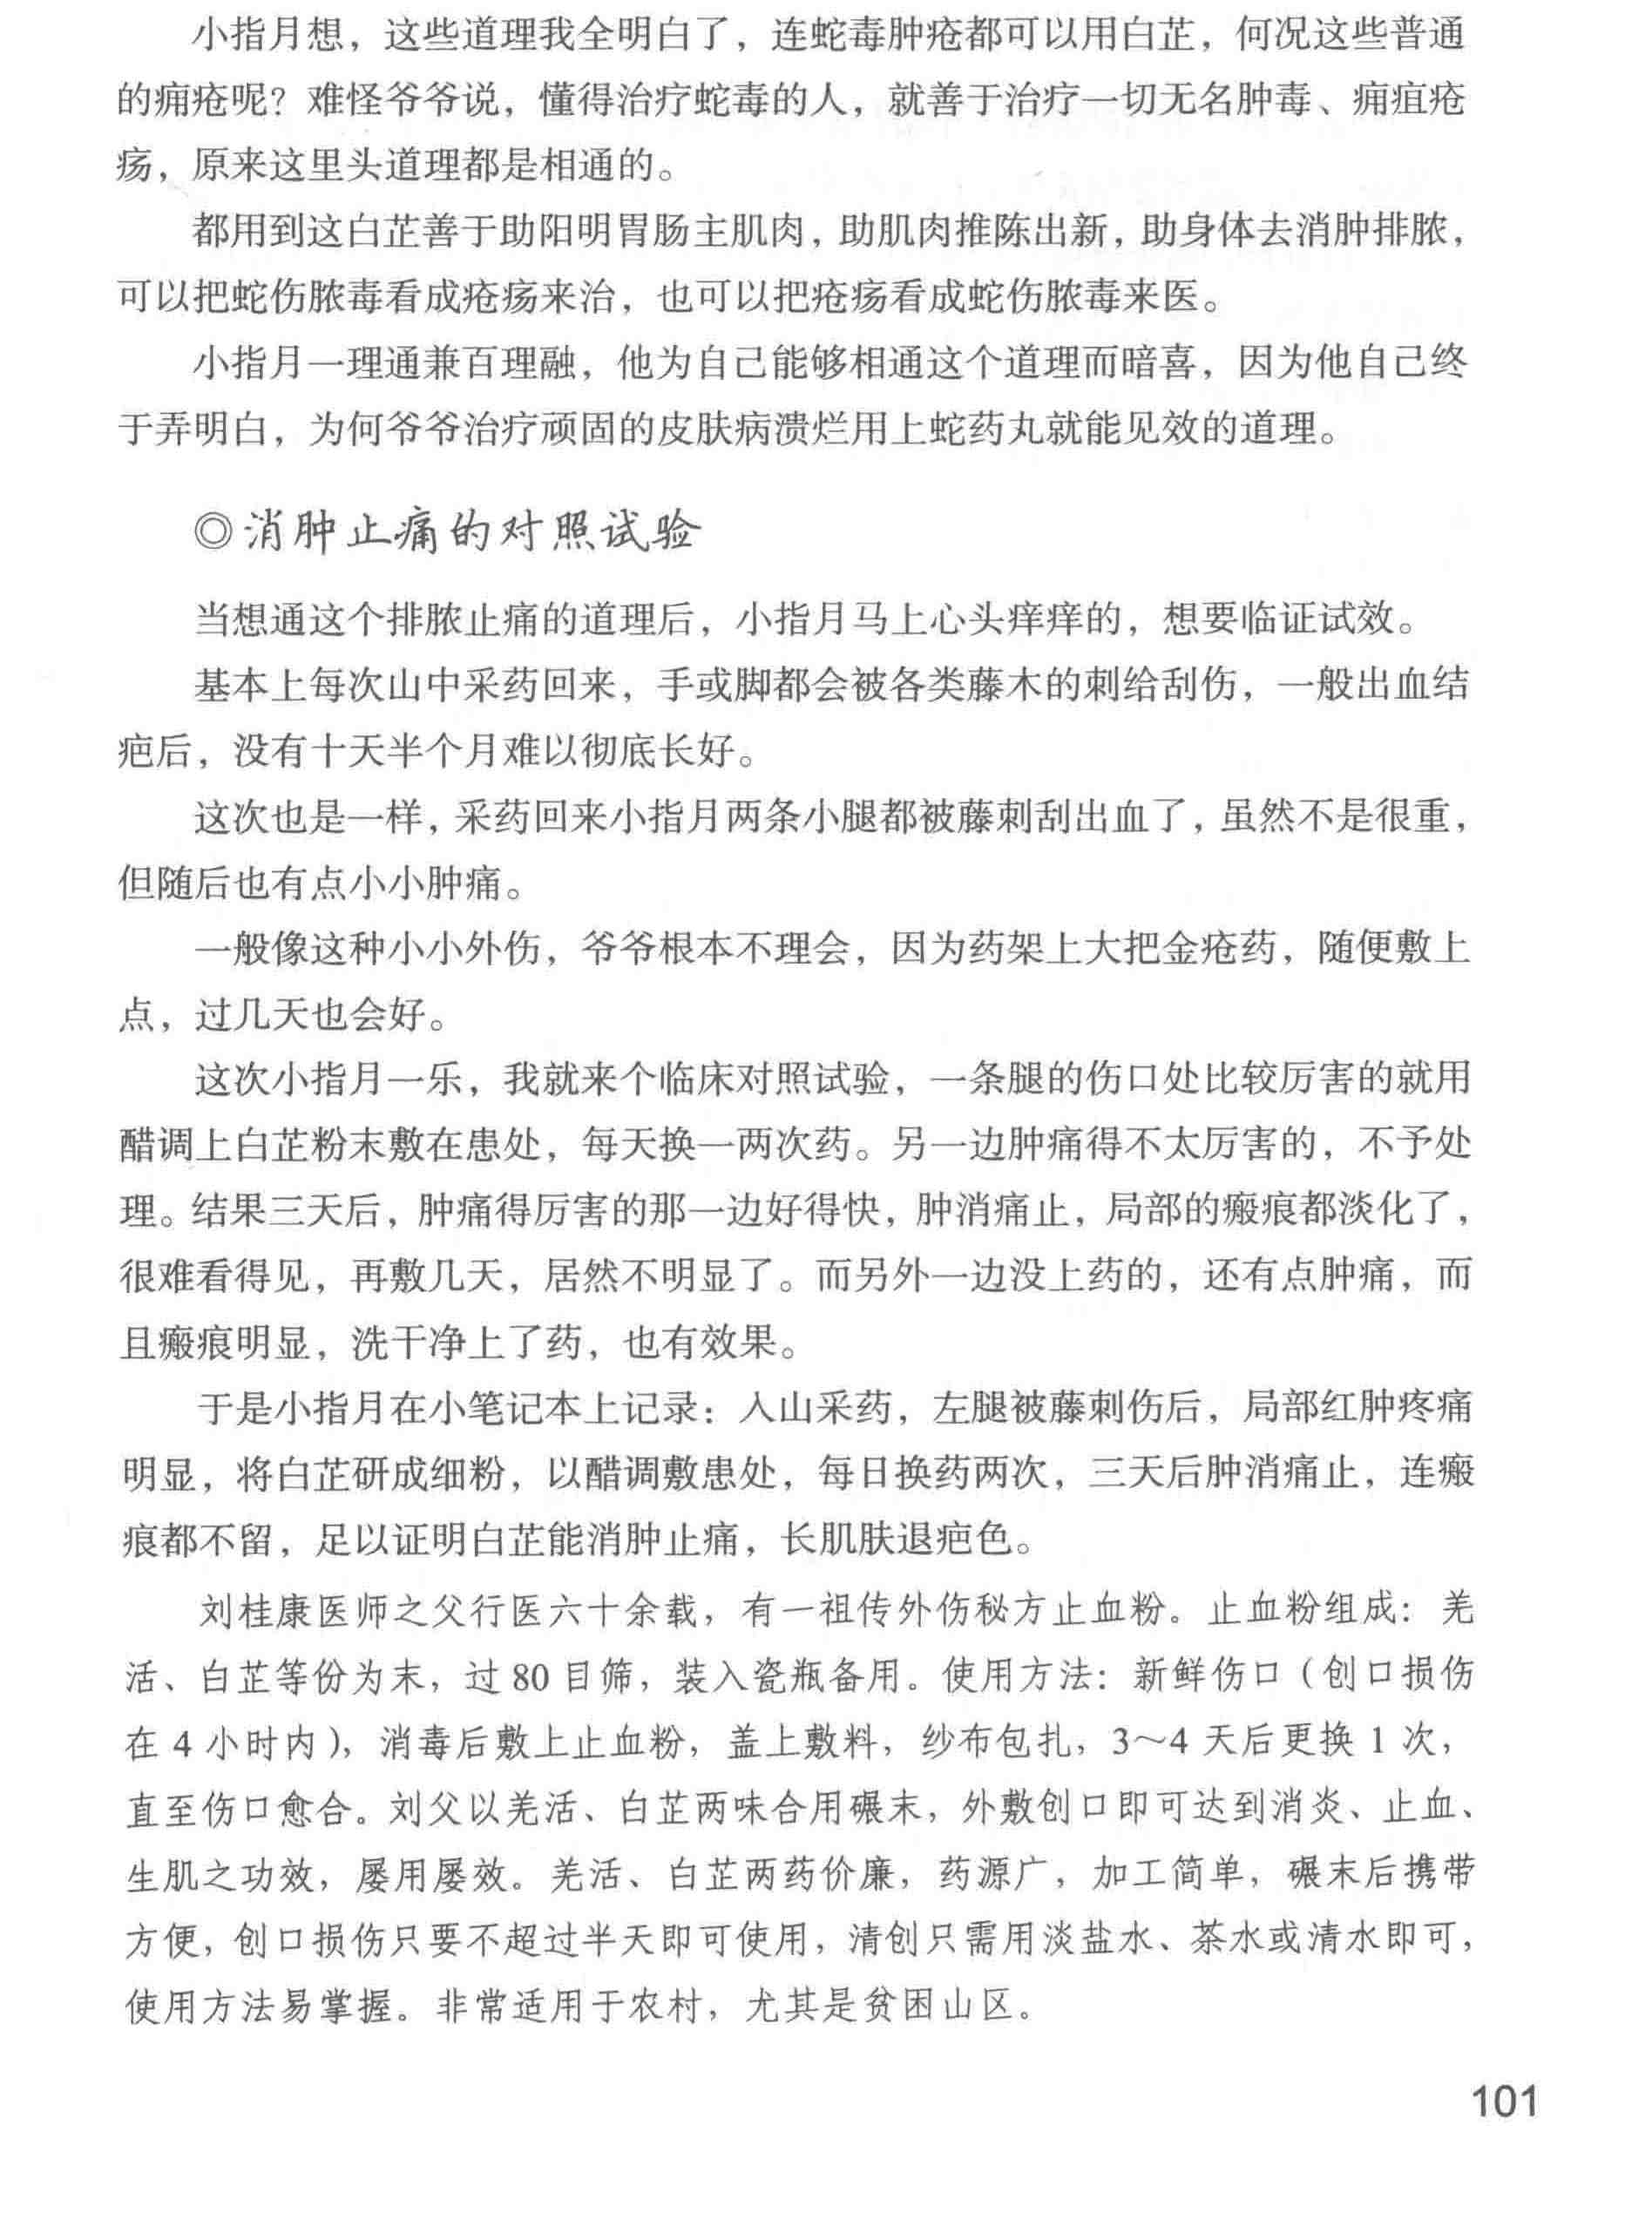 小指月想，这些道理我全明白了，连蛇毒肿疮都可以用白芷，何况这些普通
的痈疮呢？难怪爷爷说，懂得治疗蛇毒的人，就善于治疗一切无名肿毒、痈疽疮
疡，原来这里头道理都是相通的。
都用到这白芷善于助阳明胃肠主肌肉，助肌肉推陈出新，助身体去消肿排脓，
可以把蛇伤脓毒看成疮疡来治，也可以把疮疡看成蛇伤脓毒来医。
小指月一理通兼百理融，他为自己能够相通这个道理而暗喜，因为他自己终
于弄明白，为何爷爷治疗顽固的皮肤病溃烂用上蛇药丸就能见效的道理。
◎消肿止痛的对照试验
当想通这个排脓止痛的道理后，小指月马上心头痒痒的，想要临证试效。
基本上每次山中采药回来，手或脚都会被各类藤木的刺给刮伤，一般出血结
疤后，没有十天半个月难以彻底长好。
这次也是一样，采药回来小指月两条小腿都被藤刺刮出血了，虽然不是很重，
但随后也有点小小肿痛。
一般像这种小小外伤，爷爷根本不理会，因为药架上大把金疮药，随便敷上
点，过几天也会好。
这次小指月一乐，我就来个临床对照试验，一条腿的伤口处比较厉害的就用
醋调上白芷粉末敷在患处，每天换一两次药。另一边肿痛得不太厉害的，不予处
理。结果三天后，肿痛得厉害的那一边好得快，肿消痛止，局部的瘢痕都淡化了，
很难看得见，再敷几天，居然不明显了。而另外一边没上药的，还有点肿痛，而
且瘢痕明显，洗干净上了药，也有效果。
于是小指月在小笔记本上记录：入山采药，左腿被藤刺伤后，局部红肿疼痛
明显，将白芷研成细粉，以醋调敷患处，每日换药两次，三天后肿消痛止，连瘢
痕都不留，足以证明白芷能消肿止痛，长肌肤退疤色。
刘桂康医师之父行医六十余载，有一祖传外伤秘方止血粉。止血粉组成：羌
活、白芷等份为末，过 80 目筛，装入瓷瓶备用。使用方法：新鲜伤口（创口损伤
在 4 小时内），消毒后敷上止血粉，盖上敷料，纱布包扎，3～4 天后更换 1 次，
直至伤口愈合。刘父以羌活、白芷两味合用碾末，外敷创口即可达到消炎、止血、
生肌之功效，屡用屡效。羌活、白芷两药价廉，药源广，加工简单，碾末后携带
方便，创口损伤只要不超过半天即可使用，清创只需用淡盐水、茶水或清水即可，
使用方法易掌握。非常适用于农村，尤其是贫困山区。
101